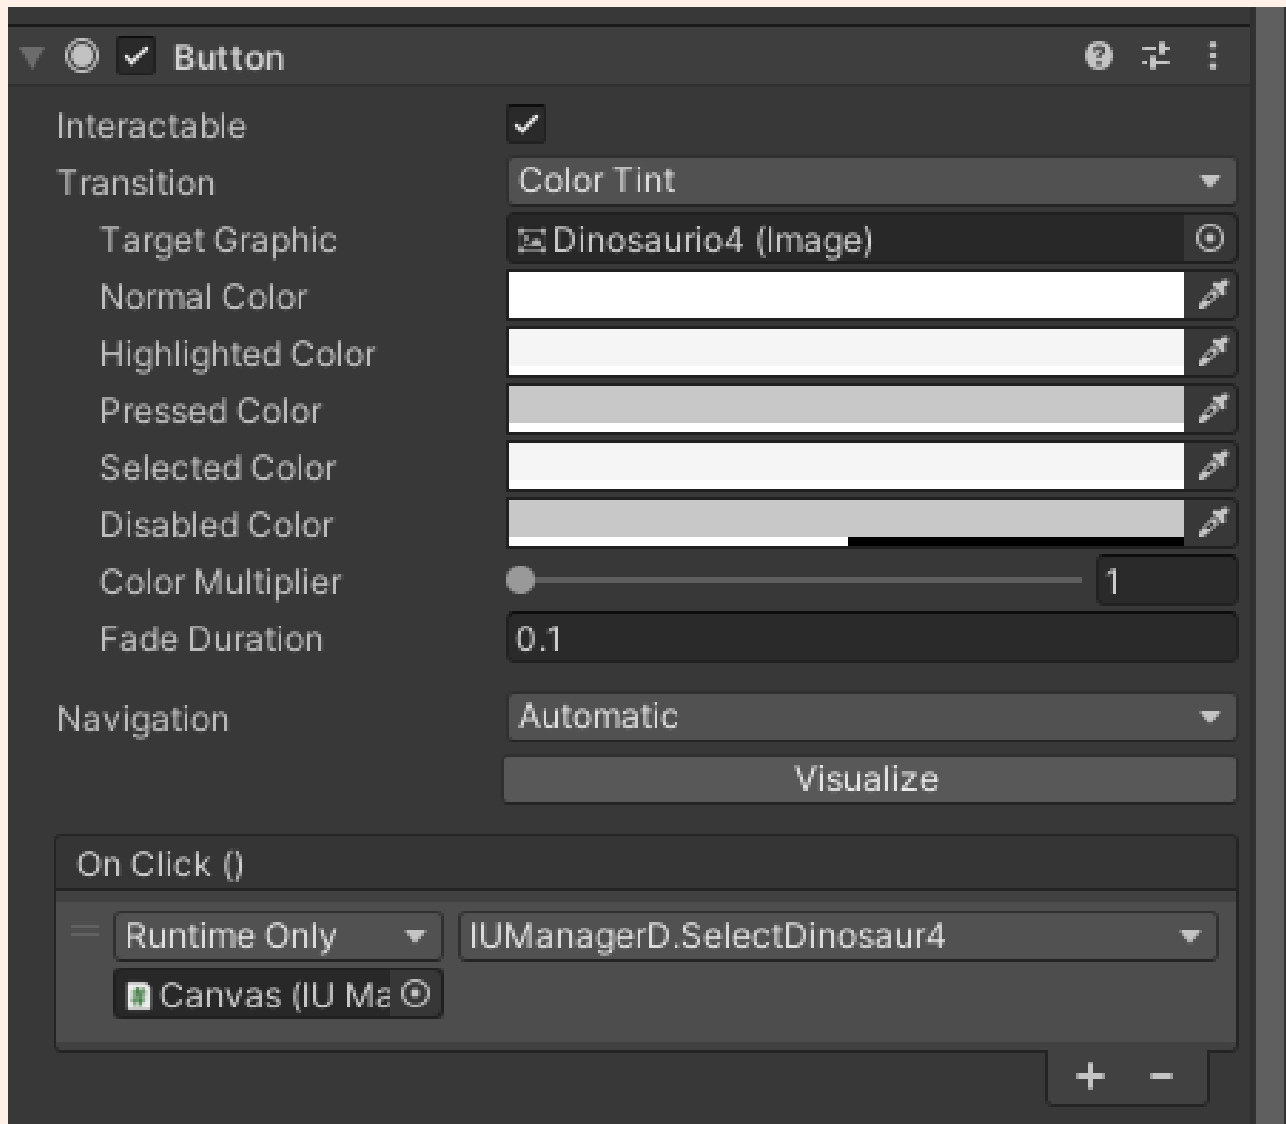 Button
Interactable
Transition Color Tint
Target Graphic Dinosaurio4 (Image)
Normal Color
Highlighted Color
Pressed Color
Selected Color
Disabled Color
Color Multiplier 1
Fade Duration 0.1
Navigation Automatic
Visualize
On Click ()
Runtime Only IUManagerD.SelectDinosaur4
Canvas (IU Ma